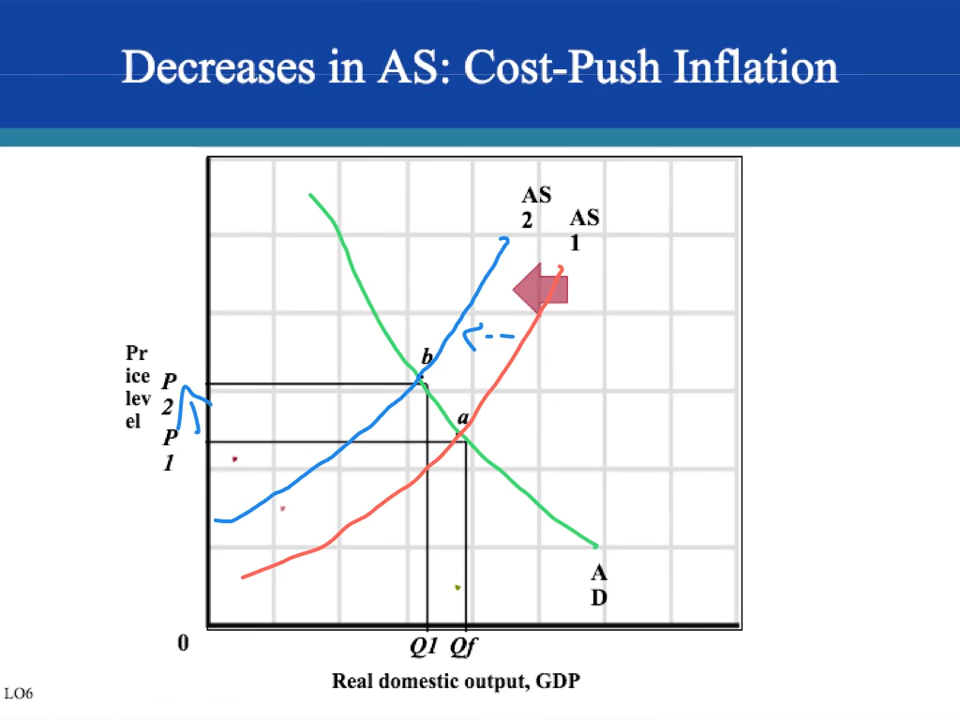 Decreases in AS: Cost-Push Inflation
AS
2
AS
1
Pr
ice
lev
el
P
2
P
1
b
a
A
D
0
Q1 Qf
Real domestic output, GDP
LO6